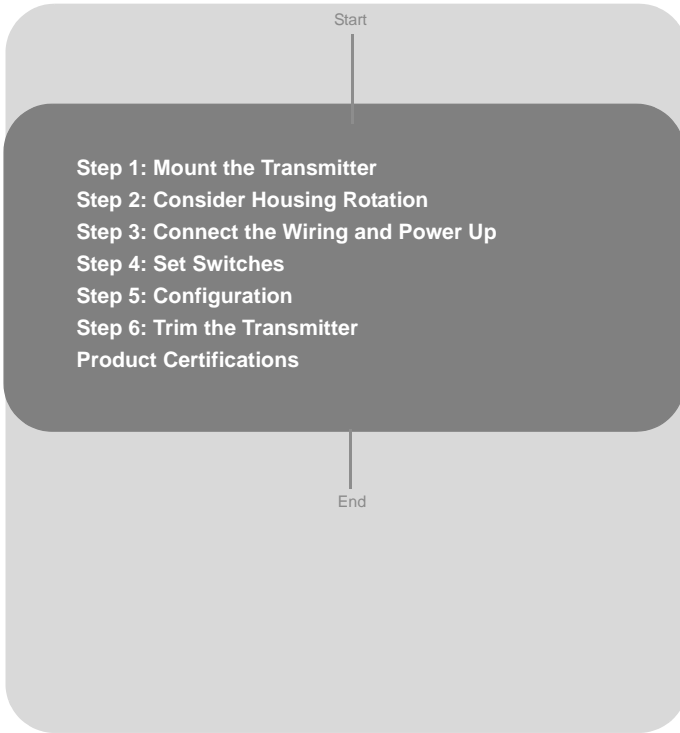 Start
Step 1: Mount the Transmitter
Step 2: Consider Housing Rotation
Step 3: Connect the Wiring and Power Up
Step 4: Set Switches
Step 5: Configuration
Step 6: Trim the Transmitter
Product Certifications
End